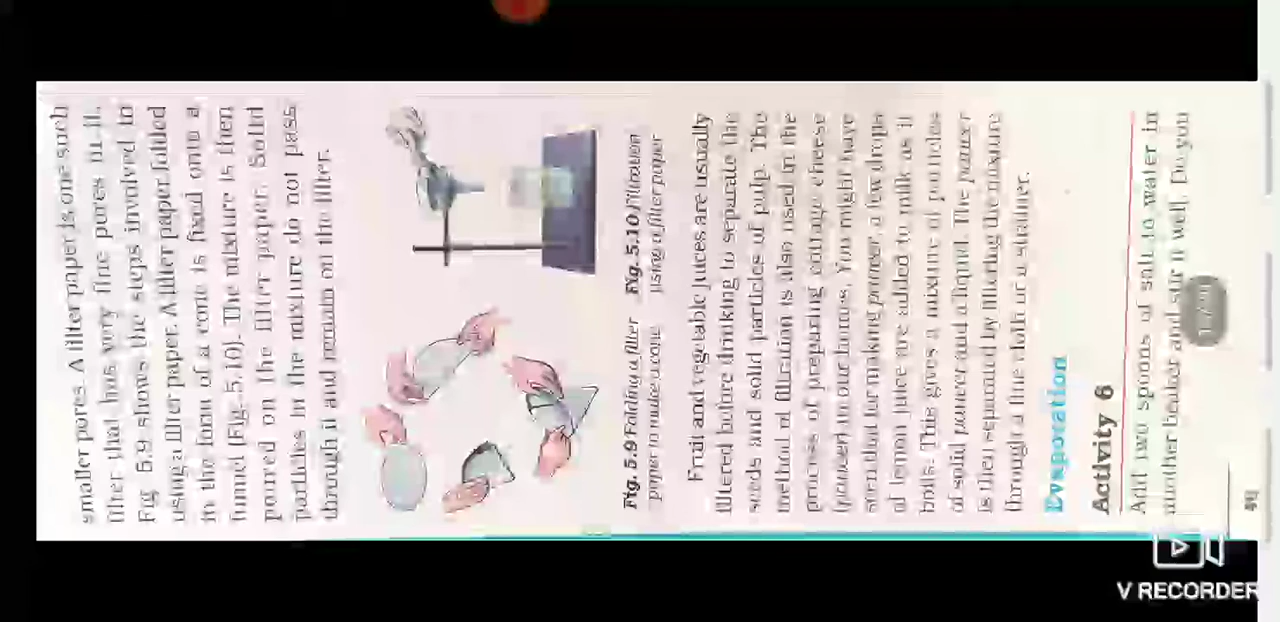 smaller pores. A filter paper is one such
filter that has very fine pores in it.
Fig. 5.9 shows the steps involved in
using a filter paper. A filter paper folded
in the form of a cone is fixed onto a
funnel (Fig. 5.10). The mixture is then
poured on the filter paper. Solid
particles in the mixture do not pass
through it and remain on the filter.
Fig. 5.9 Folding a filter
paper to make a cone
Fig. 5.10 Filtration
using a filter paper
Fruit and vegetable juices are usually
filtered before drinking to separate the
seeds and solid particles of pulp. The
method of filtration is also used in the
process of preparing cottage cheese
(paneer) in our homes. You might have
seen that for making paneer, a few drops
of lemon juice are added to milk as it
boils. This gives a mixture of particles
of solid paneer and a liquid. The paneer
is then separated by filtering the mixture
through a fine cloth or a strainer.
Evaporation
Activity 6
Add two spoons of salt to water in
another beaker and stir it well. Do you
V RECORDER